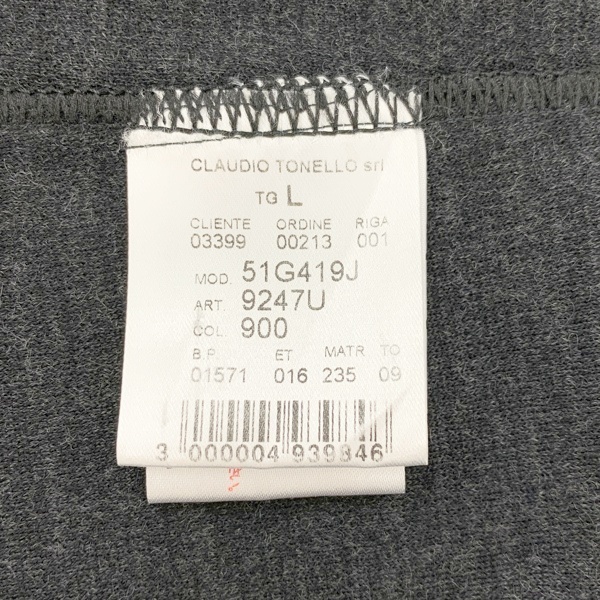 CLAUDIO TONELLO srl
TG L
CLIENTE ORDINE RIGA
03399 00213 001
MOD. 51G419J
ART. 9247U
COL. 900
B.P. ET MATR TO
01571 016 235 09
3 000004 939846